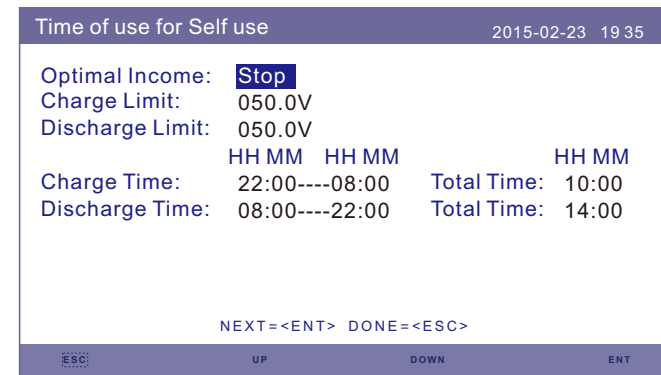 Time of use for Self use 2015-02-23 19 35
Optimal Income: Stop
Charge Limit: 050.0V
Discharge Limit: 050.0V
HH MM HH MM HH MM
Charge Time: 22:00----08:00 Total Time: 10:00
Discharge Time: 08:00----22:00 Total Time: 14:00
NEXT=<ENT> DONE=<ESC>
ESC UP DOWN ENT